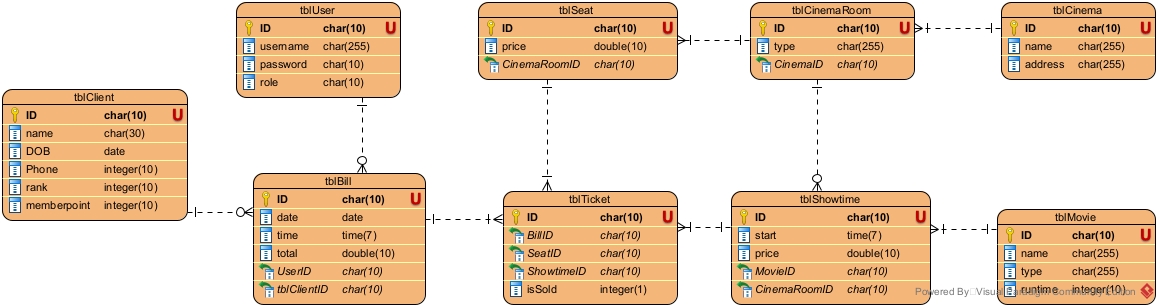 tblUser
ID char(10) U
username char(255)
password char(10)
role char(10)
tblSeat
ID char(10) U
price double(10)
CinemaRoomID char(10)
tblCinemaRoom
ID char(10) U
type char(255)
CinemaID char(10)
tblCinema
ID char(10) U
name char(255)
address char(255)
tblClient
ID char(10) U
name char(30)
DOB date
Phone integer(10)
rank integer(10)
memberpoint integer(10)
tblBill
ID char(10) U
date date
time time(7)
total double(10)
UserID char(10)
tblClientID char(10)
tblTicket
ID char(10) U
BillID char(10)
SeatID char(10)
ShowtimeID char(10)
isSold integer(1)
tblShowtime
ID char(10) U
start time(7)
price double(10)
MovieID char(10)
CinemaRoomID char(10)
tblMovie
ID char(10) U
name char(255)
type char(255)
runtime integer(10)
Powered By Visual Paradigm Community Edition